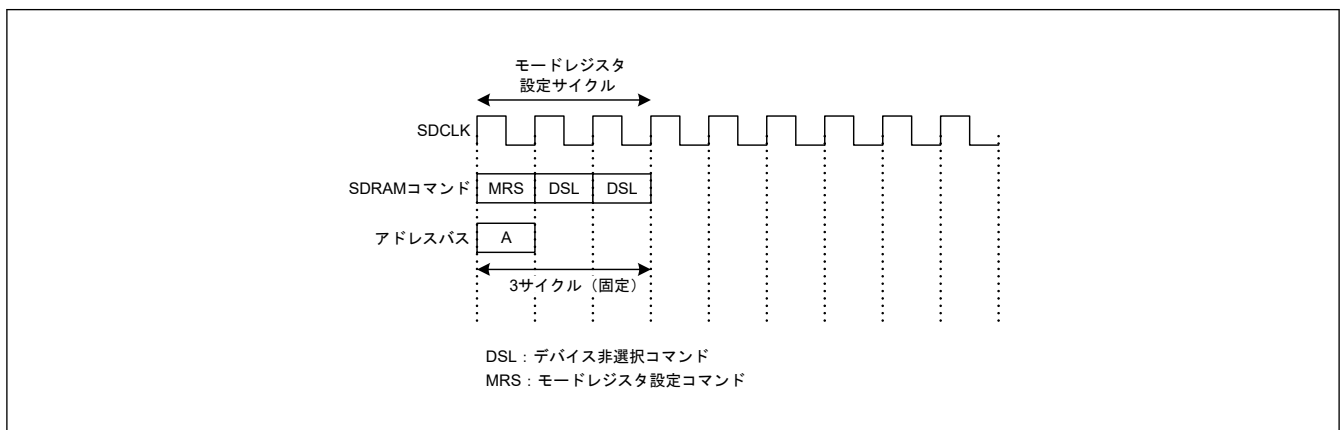 モードレジスタ
設定サイクル
SDCLK
SDRAMコマンド MRS DSL DSL
アドレスバス A
3サイクル（固定）
DSL：デバイス非選択コマンド
MRS：モードレジスタ設定コマンド